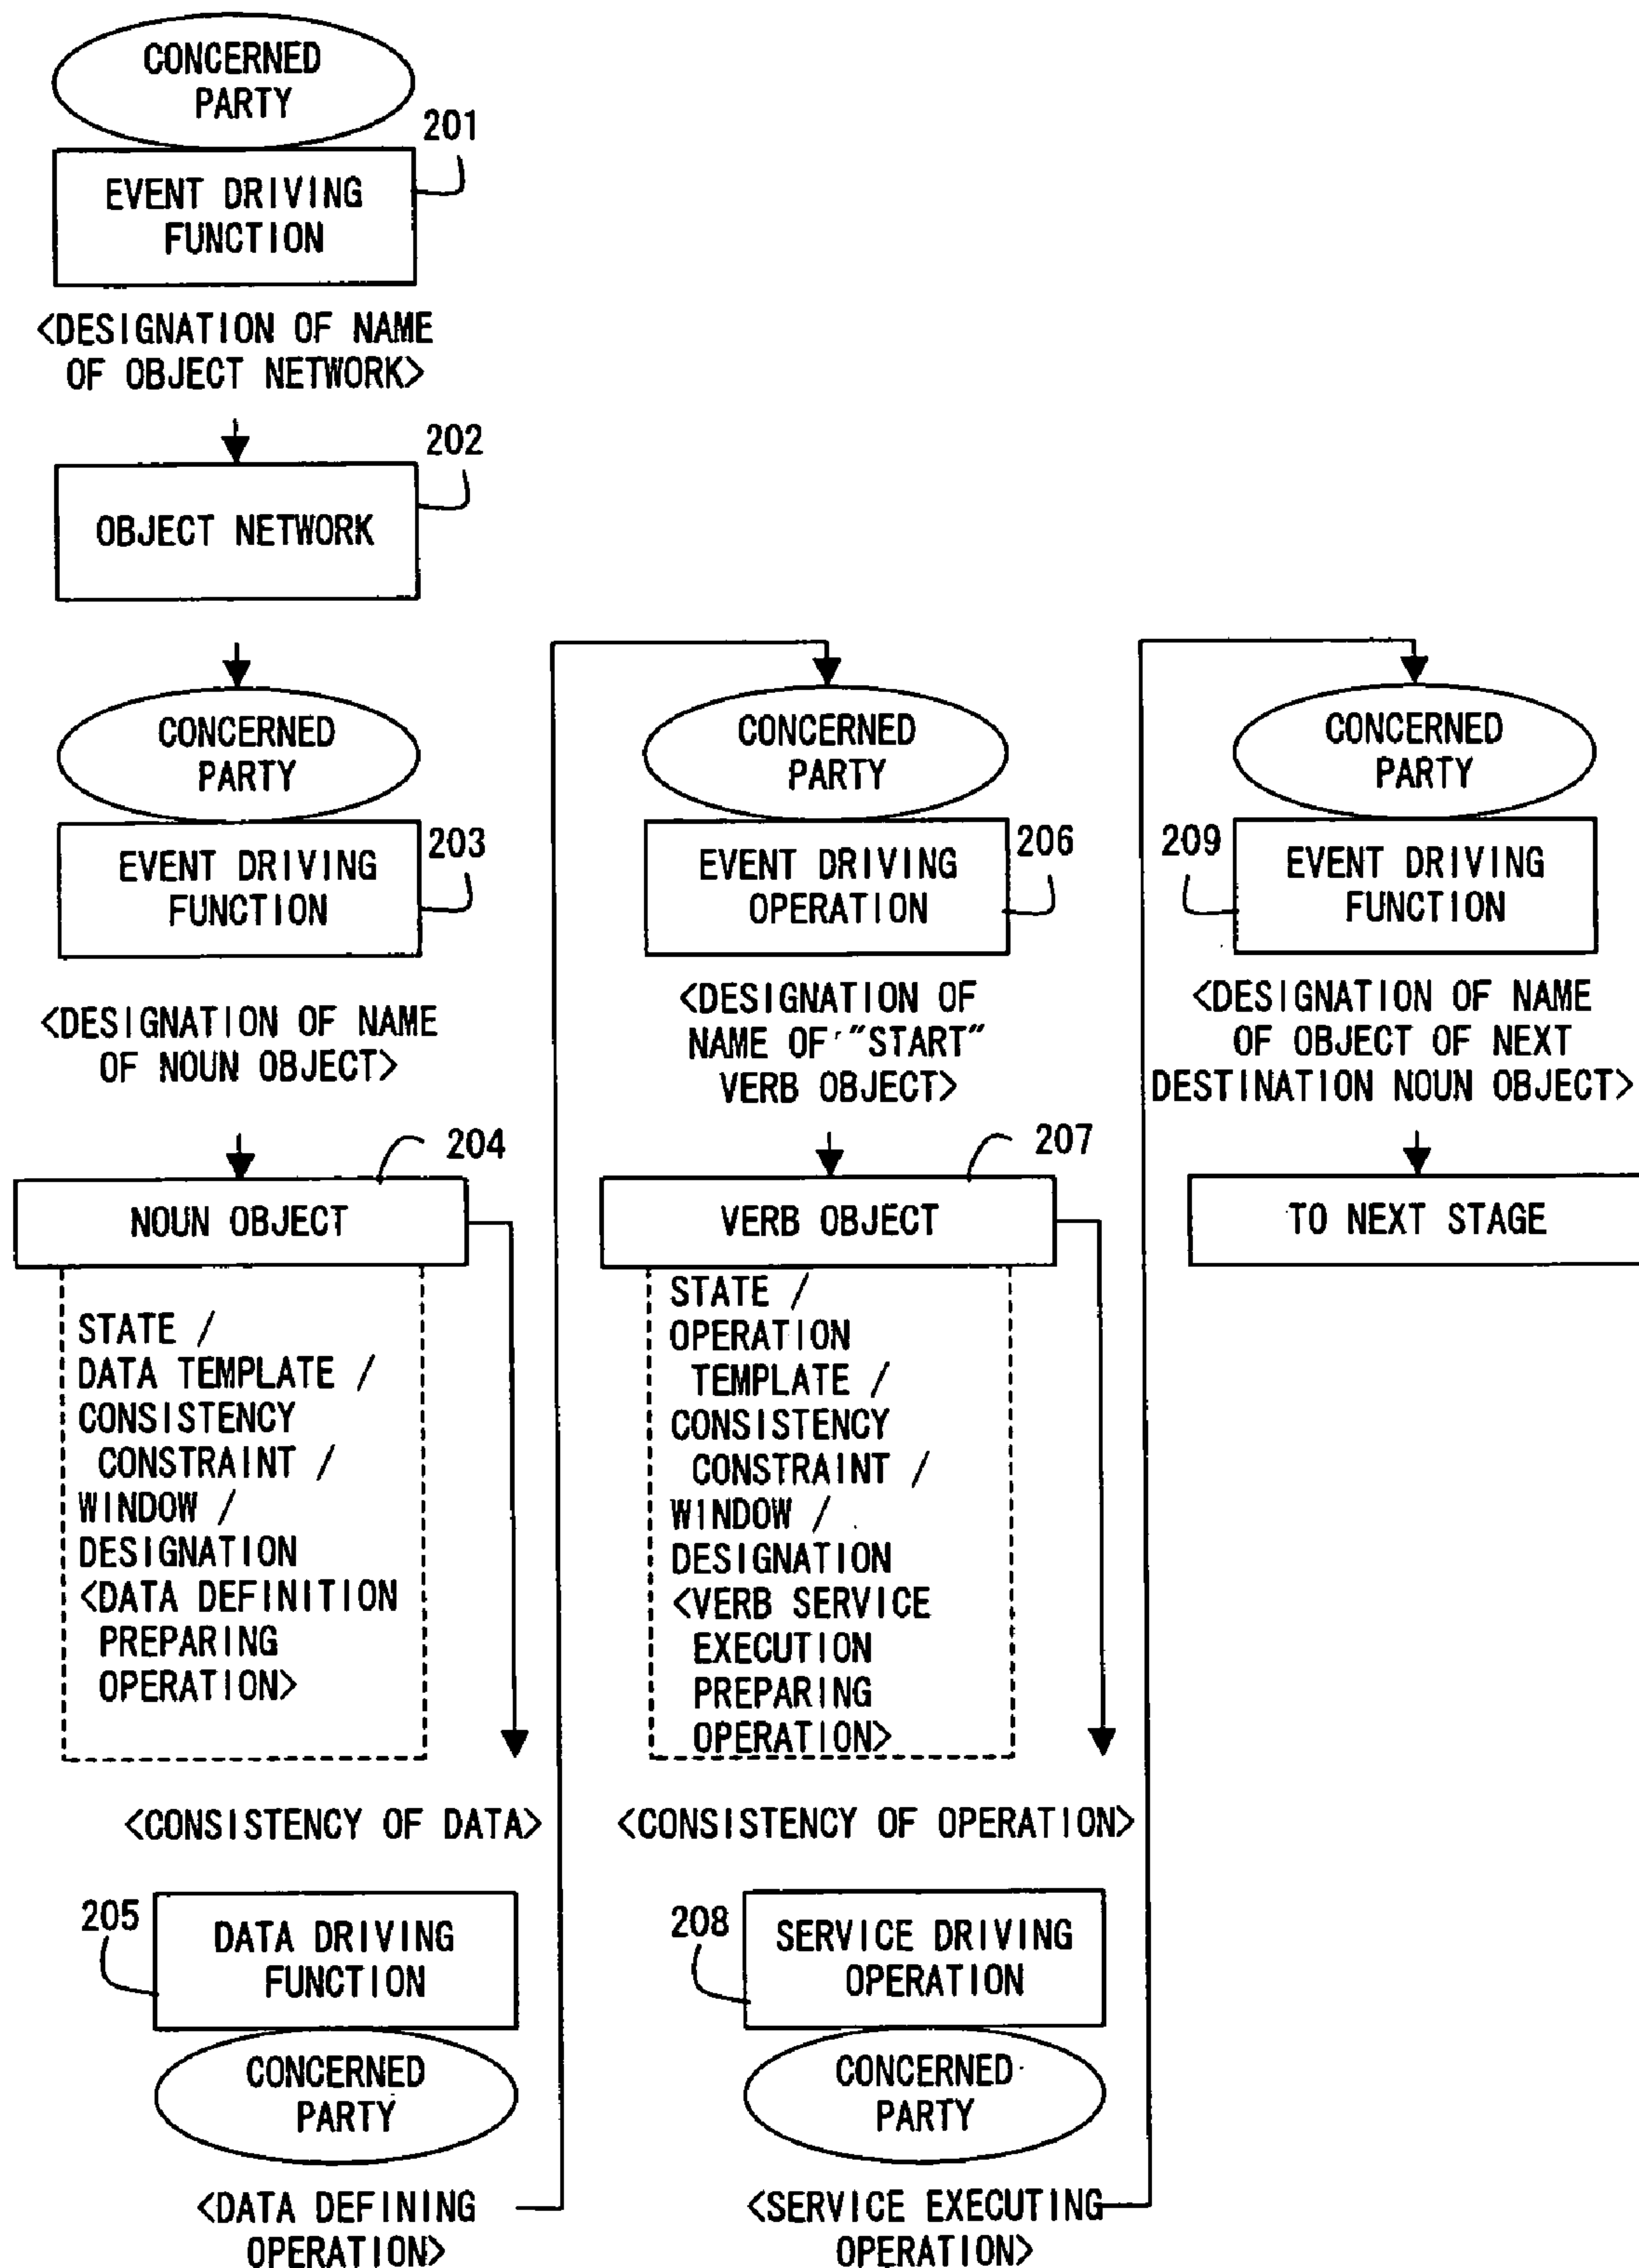 CONCERNED
PARTY
201
EVENT DRIVING
FUNCTION
<DESIGNATION OF NAME
OF OBJECT NETWORK>
202
OBJECT NETWORK
CONCERNED
PARTY
203
EVENT DRIVING
FUNCTION
<DESIGNATION OF NAME
OF NOUN OBJECT>
204
NOUN OBJECT
STATE /
DATA TEMPLATE /
CONSISTENCY
CONSTRAINT /
WINDOW /
DESIGNATION
<DATA DEFINITION
PREPARING
OPERATION>
<CONSISTENCY OF DATA>
205
DATA DRIVING
FUNCTION
CONCERNED
PARTY
<DATA DEFINING
OPERATION>
CONCERNED
PARTY
206
EVENT DRIVING
OPERATION
<DESIGNATION OF
NAME OF "START"
VERB OBJECT>
207
VERB OBJECT
STATE /
OPERATION
TEMPLATE /
CONSISTENCY
CONSTRAINT /
WINDOW /
DESIGNATION
<VERB SERVICE
EXECUTION
PREPARING
OPERATION>
<CONSISTENCY OF OPERATION>
208
SERVICE DRIVING
OPERATION
CONCERNED
PARTY
<SERVICE EXECUTING
OPERATION>
CONCERNED
PARTY
209
EVENT DRIVING
FUNCTION
<DESIGNATION OF NAME
OF OBJECT OF NEXT
DESTINATION NOUN OBJECT>
TO NEXT STAGE